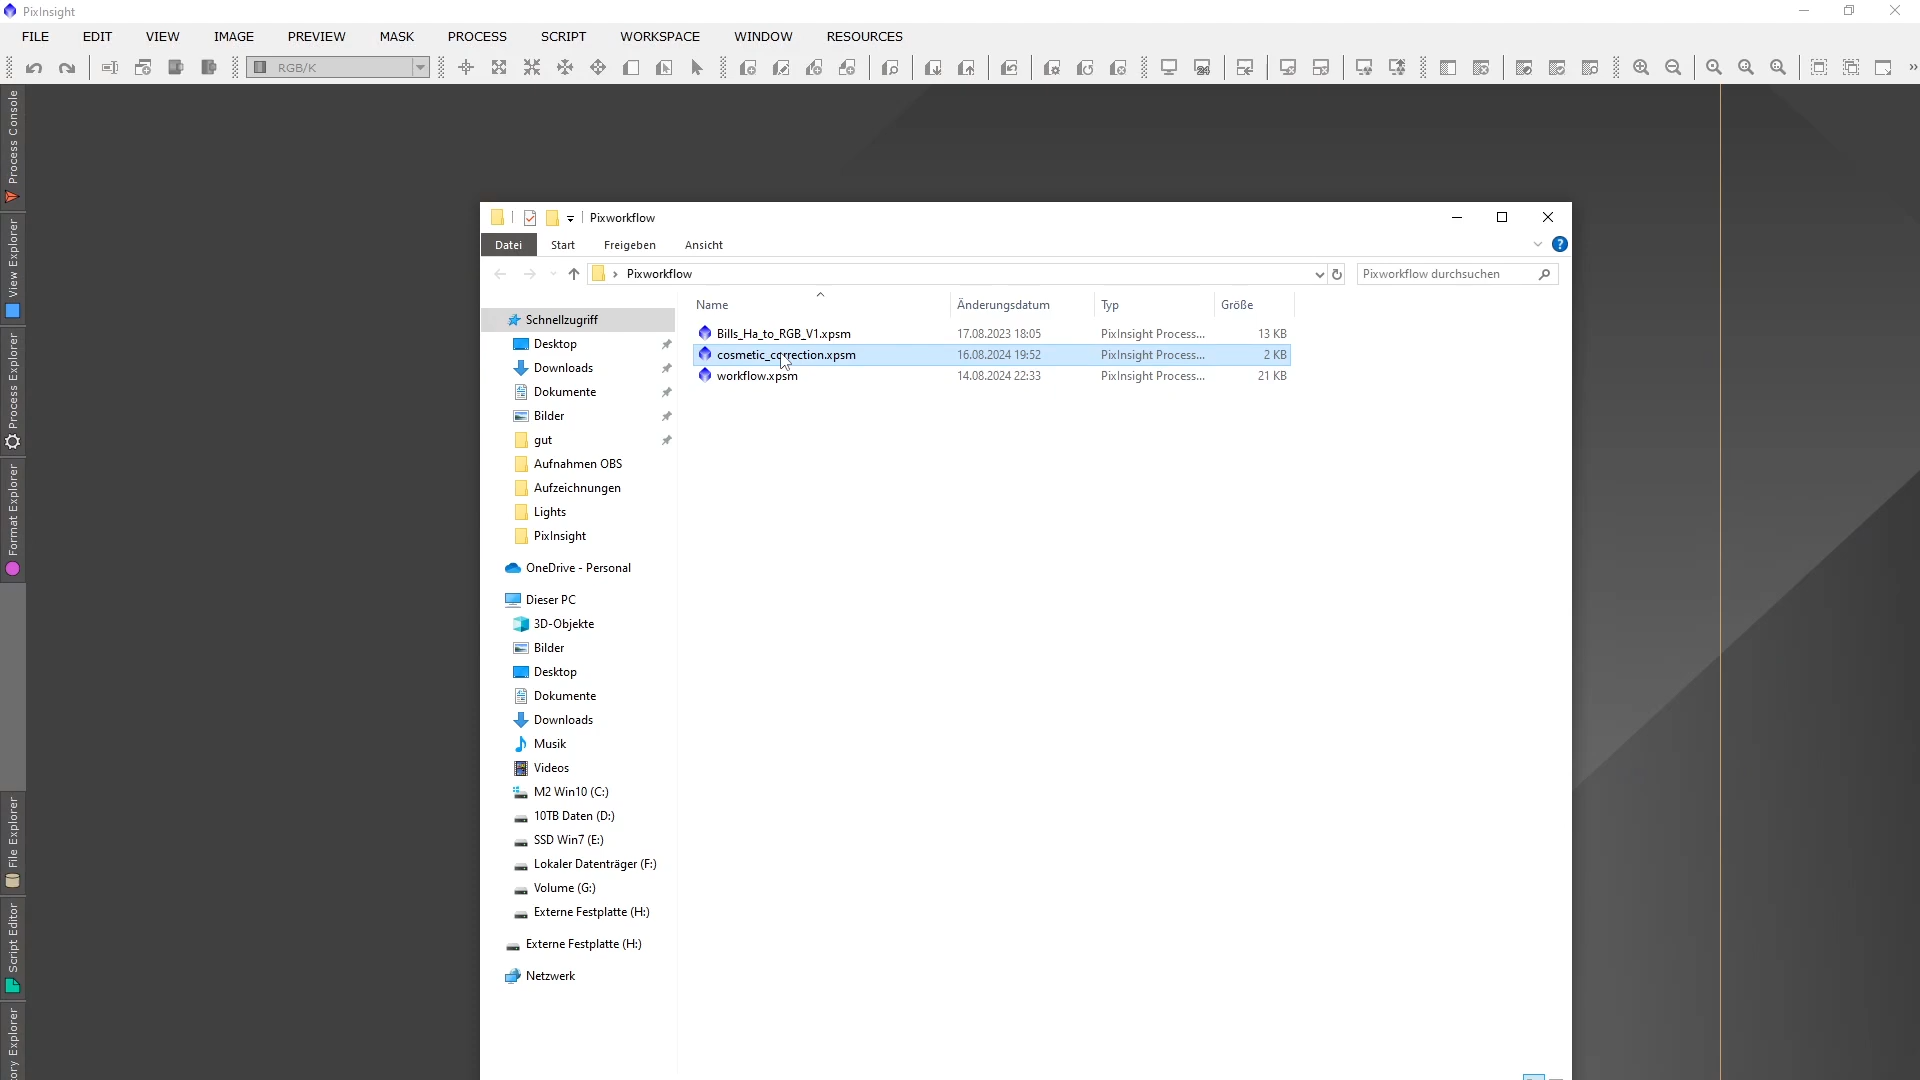 PixInsight
FILE EDIT VIEW IMAGE PREVIEW MASK PROCESS SCRIPT WORKSPACE WINDOW RESOURCES
RGB/K
24
»
Process Console
View Explorer
Process Explorer
Format Explorer
File Explorer
Script Editor
ory Explorer
Pixworkflow
Datei Start Freigeben Ansicht
Pixworkflow
Pixworkflow durchsuchen
Name Änderungsdatum Typ Größe
Bills_Ha_to_RGB_V1.xpsm 17.08.2023 18:05 PixInsight Process... 13 KB
cosmetic_correction.xpsm 16.08.2024 19:52 PixInsight Process... 2 KB
workflow.xpsm 14.08.2024 22:33 PixInsight Process... 21 KB
Schnellzugriff
Desktop
Downloads
Dokumente
Bilder
gut
Aufnahmen OBS
Aufzeichnungen
Lights
PixInsight
OneDrive - Personal
Dieser PC
3D-Objekte
Bilder
Desktop
Dokumente
Downloads
Musik
Videos
M2 Win10 (C:)
10TB Daten (D:)
SSD Win7 (E:)
Lokaler Datenträger (F:)
Volume (G:)
Externe Festplatte (H:)
Externe Festplatte (H:)
Netzwerk